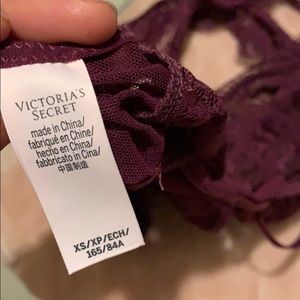 VICTORIA'S
SECRET
made in China/
fabriqué en China/
hecho en China/
fabbricato in Cina/
中国制造
XS/XP/ECH/
165/84A